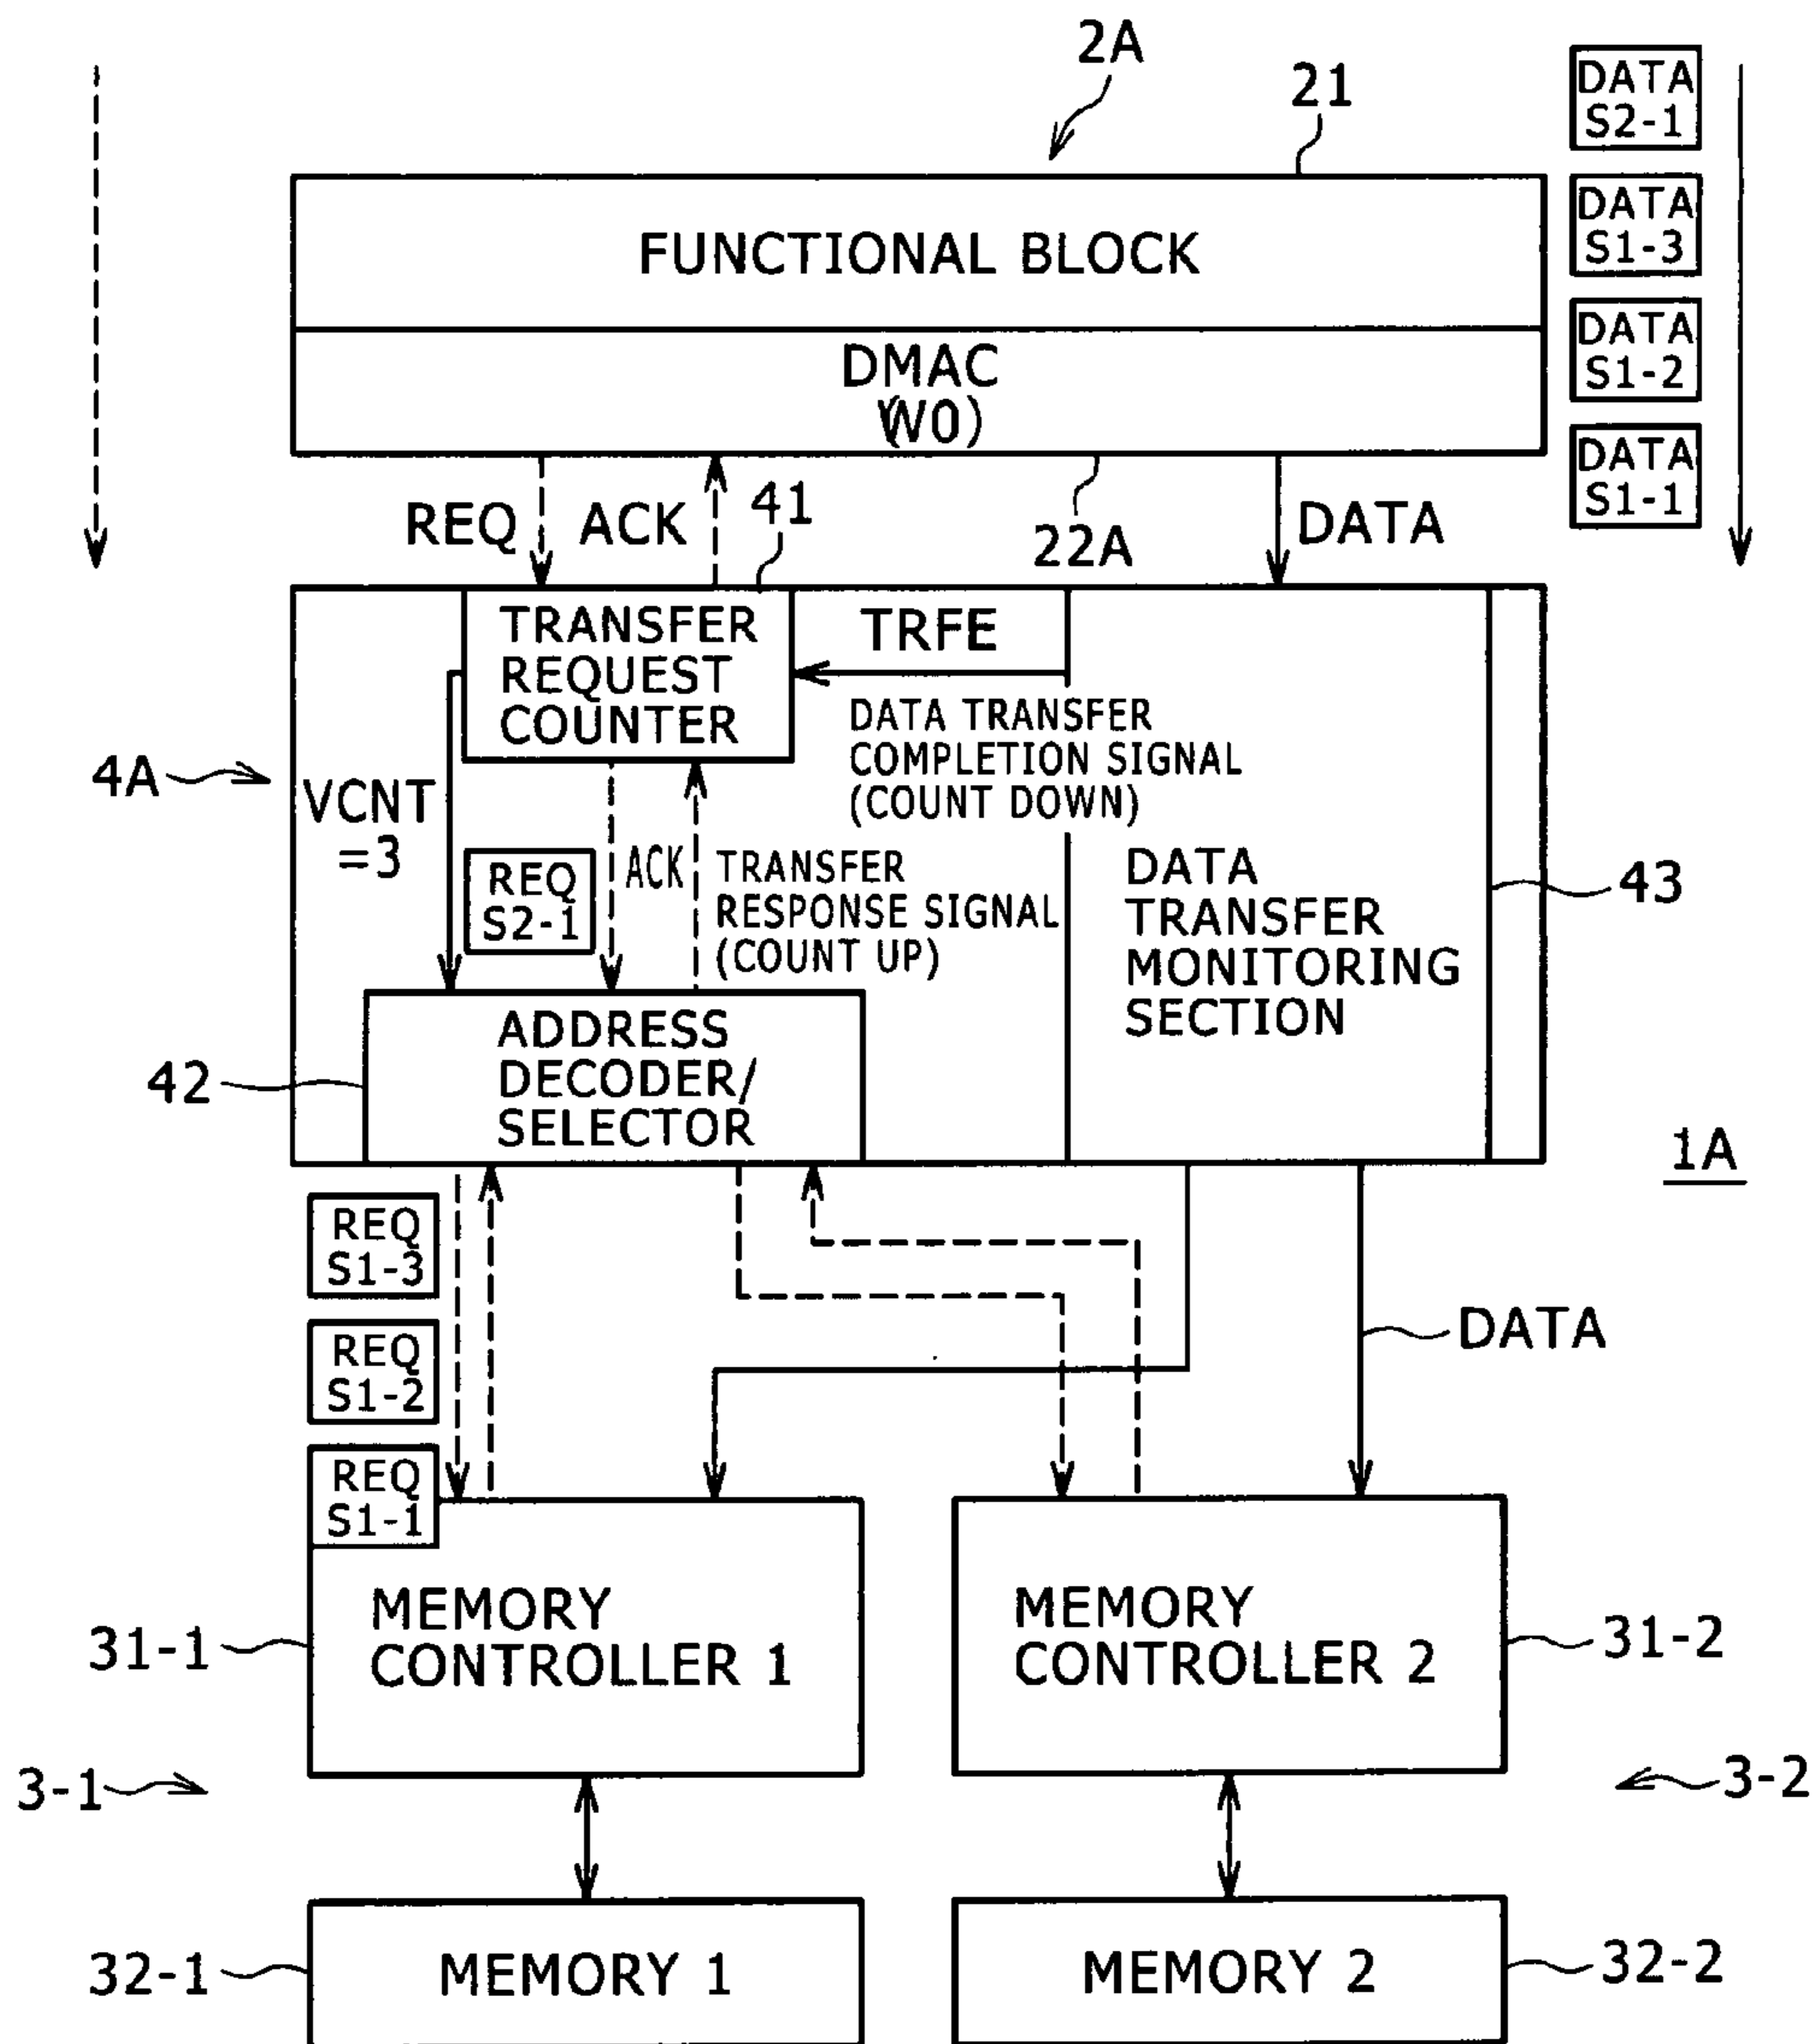 2A
21
DATA
S2-1
DATA
S1-3
DATA
S1-2
DATA
S1-1
FUNCTIONAL BLOCK
DMAC
(W0)
REQ
ACK
41
22A
DATA
TRANSFER
REQUEST
COUNTER
TRFE
DATA TRANSFER
COMPLETION SIGNAL
(COUNT DOWN)
4A
VCNT
=3
REQ
S2-1
ACK
TRANSFER
RESPONSE SIGNAL
(COUNT UP)
DATA
TRANSFER
MONITORING
SECTION
43
42
ADDRESS
DECODER/
SELECTOR
1A
REQ
S1-3
REQ
S1-2
REQ
S1-1
DATA
MEMORY
CONTROLLER 1
MEMORY
CONTROLLER 2
31-1
31-2
3-1
3-2
32-1
MEMORY 1
MEMORY 2
32-2